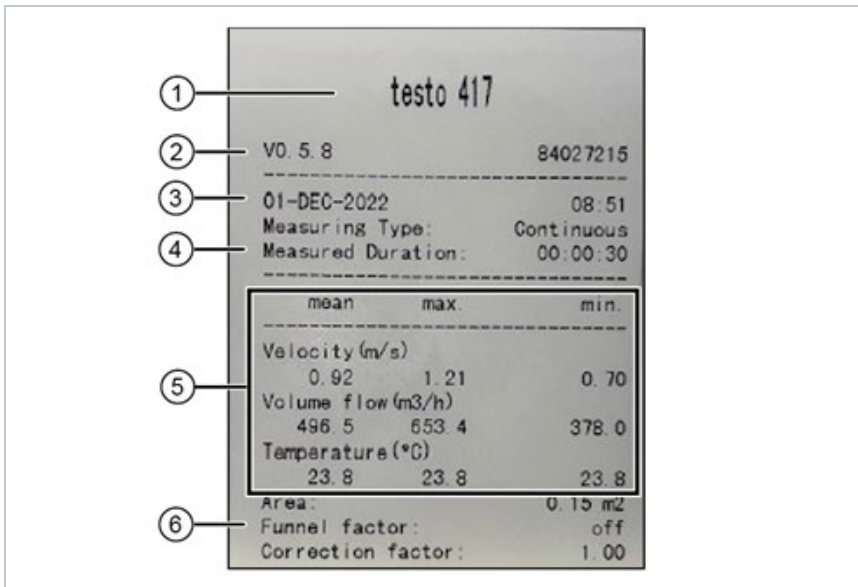 testo 417
① 
② V0.5.8 84027215
③ 01-DEC-2022 08:51
Measuring Type: Continuous
④ Measured Duration: 00:00:30
mean max. min.
Velocity(m/s)
0.92 1.21 0.70
⑤
Volume flow(m3/h)
496.5 653.4 378.0
Temperature(°C)
23.8 23.8 23.8
Area: 0.15 m2
⑥ Funnel factor: off
Correction factor: 1.00